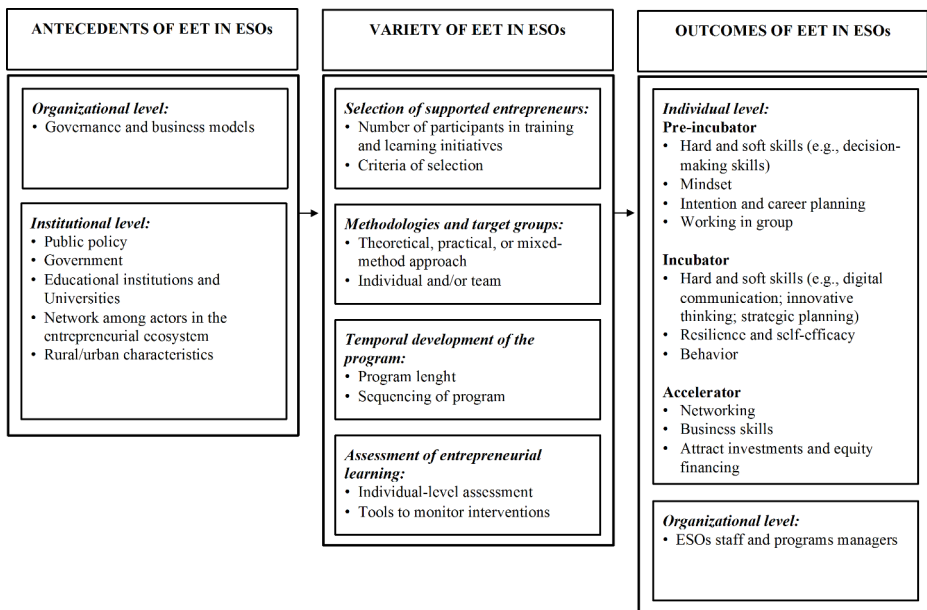 ANTECEDENTS OF EET IN ESOs
Organizational level:
• Governance and business models
Institutional level:
• Public policy
• Government
• Educational institutions and
Universities
• Network among actors in the
entrepreneurial ecosystem
• Rural/urban characteristics
VARIETY OF EET IN ESOs
Selection of supported entrepreneurs:
• Number of participants in training
and learning initiatives
• Criteria of selection
Methodologies and target groups:
• Theoretical, practical, or mixed-
method approach
• Individual and/or team
Temporal development of the
program:
• Program lenght
• Sequencing of program
Assessment of entrepreneurial
learning:
• Individual-level assessment
• Tools to monitor interventions
OUTCOMES OF EET IN ESOs
Individual level:
Pre-incubator
• Hard and soft skills (e.g., decision-
making skills)
• Mindset
• Intention and career planning
• Working in group
Incubator
• Hard and soft skills (e.g., digital
communication; innovative
thinking; strategic planning)
• Resilience and self-efficacy
• Behavior
Accelerator
• Networking
• Business skills
• Attract investments and equity
financing
Organizational level:
• ESOs staff and programs managers